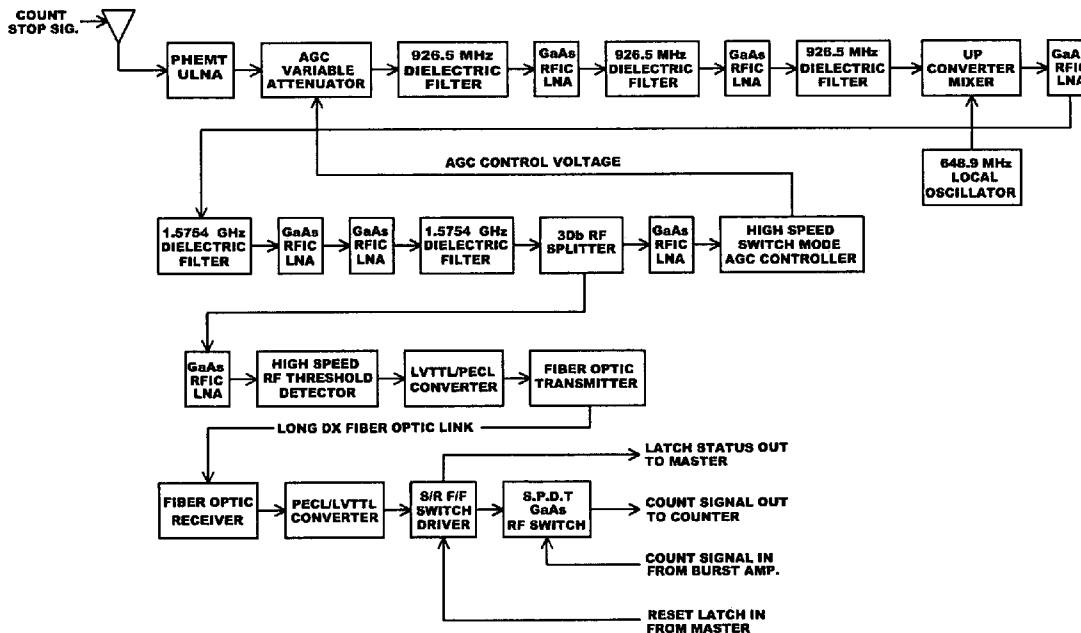 COUNT
STOP SIG.
PHEMT
ULNA
AGC
VARIABLE
ATTENUATOR
926.5 MHz
DIELECTRIC
FILTER
GaAs
RFIC
LNA
926.5 MHz
DIELECTRIC
FILTER
GaAs
RFIC
LNA
926.5 MHz
DIELECTRIC
FILTER
UP
CONVERTER
MIXER
GaAs
RFIC
LNA
AGC CONTROL VOLTAGE
648.9 MHz
LOCAL
OSCILLATOR
1.5754 GHz
DIELECTRIC
FILTER
GaAs
RFIC
LNA
GaAs
RFIC
LNA
1.5754 GHz
DIELECTRIC
FILTER
3Db RF
SPLITTER
GaAs
RFIC
LNA
HIGH SPEED
SWITCH MODE
AGC CONTROLLER
GaAs
RFIC
LNA
HIGH SPEED
RF THRESHOLD
DETECTOR
LVTTL/PECL
CONVERTER
FIBER OPTIC
TRANSMITTER
LONG DX FIBER OPTIC LINK
FIBER OPTIC
RECEIVER
PECL/LVTTL
CONVERTER
S/R F/F
SWITCH
DRIVER
S.P.D.T
GaAs
RF SWITCH
LATCH STATUS OUT
TO MASTER
COUNT SIGNAL OUT
TO COUNTER
COUNT SIGNAL IN
FROM BURST AMP.
RESET LATCH IN
FROM MASTER